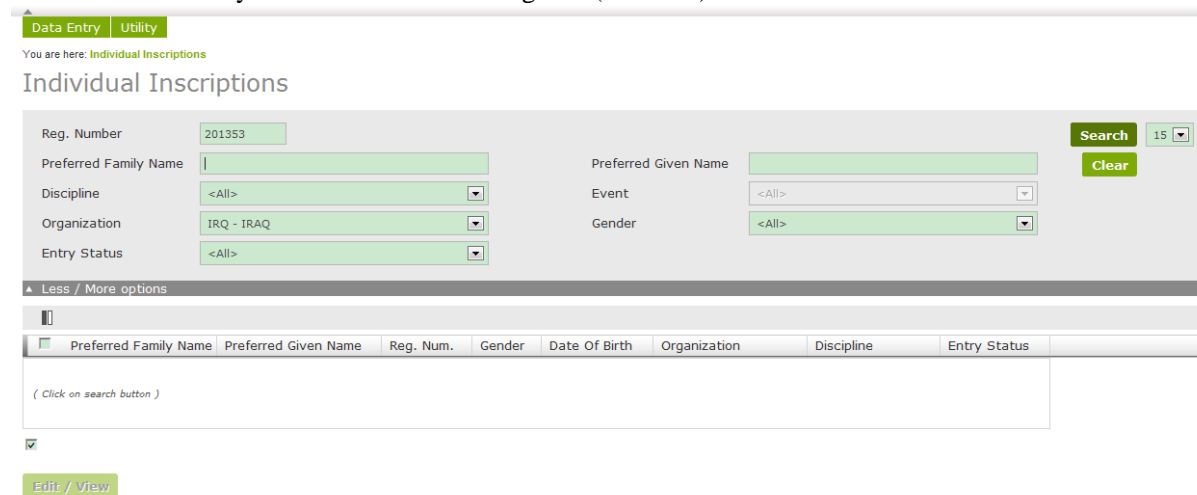 Data Entry Utility
You are here: Individual Inscriptions
Individual Inscriptions
Reg. Number 201353 Search 15
Preferred Family Name Preferred Given Name Clear
Discipline <All> Event <All>
Organization IRQ - IRAQ Gender <All>
Entry Status <All>
Less / More options
Preferred Family Name Preferred Given Name Reg. Num. Gender Date Of Birth Organization Discipline Entry Status
( Click on search button )
Edit / View